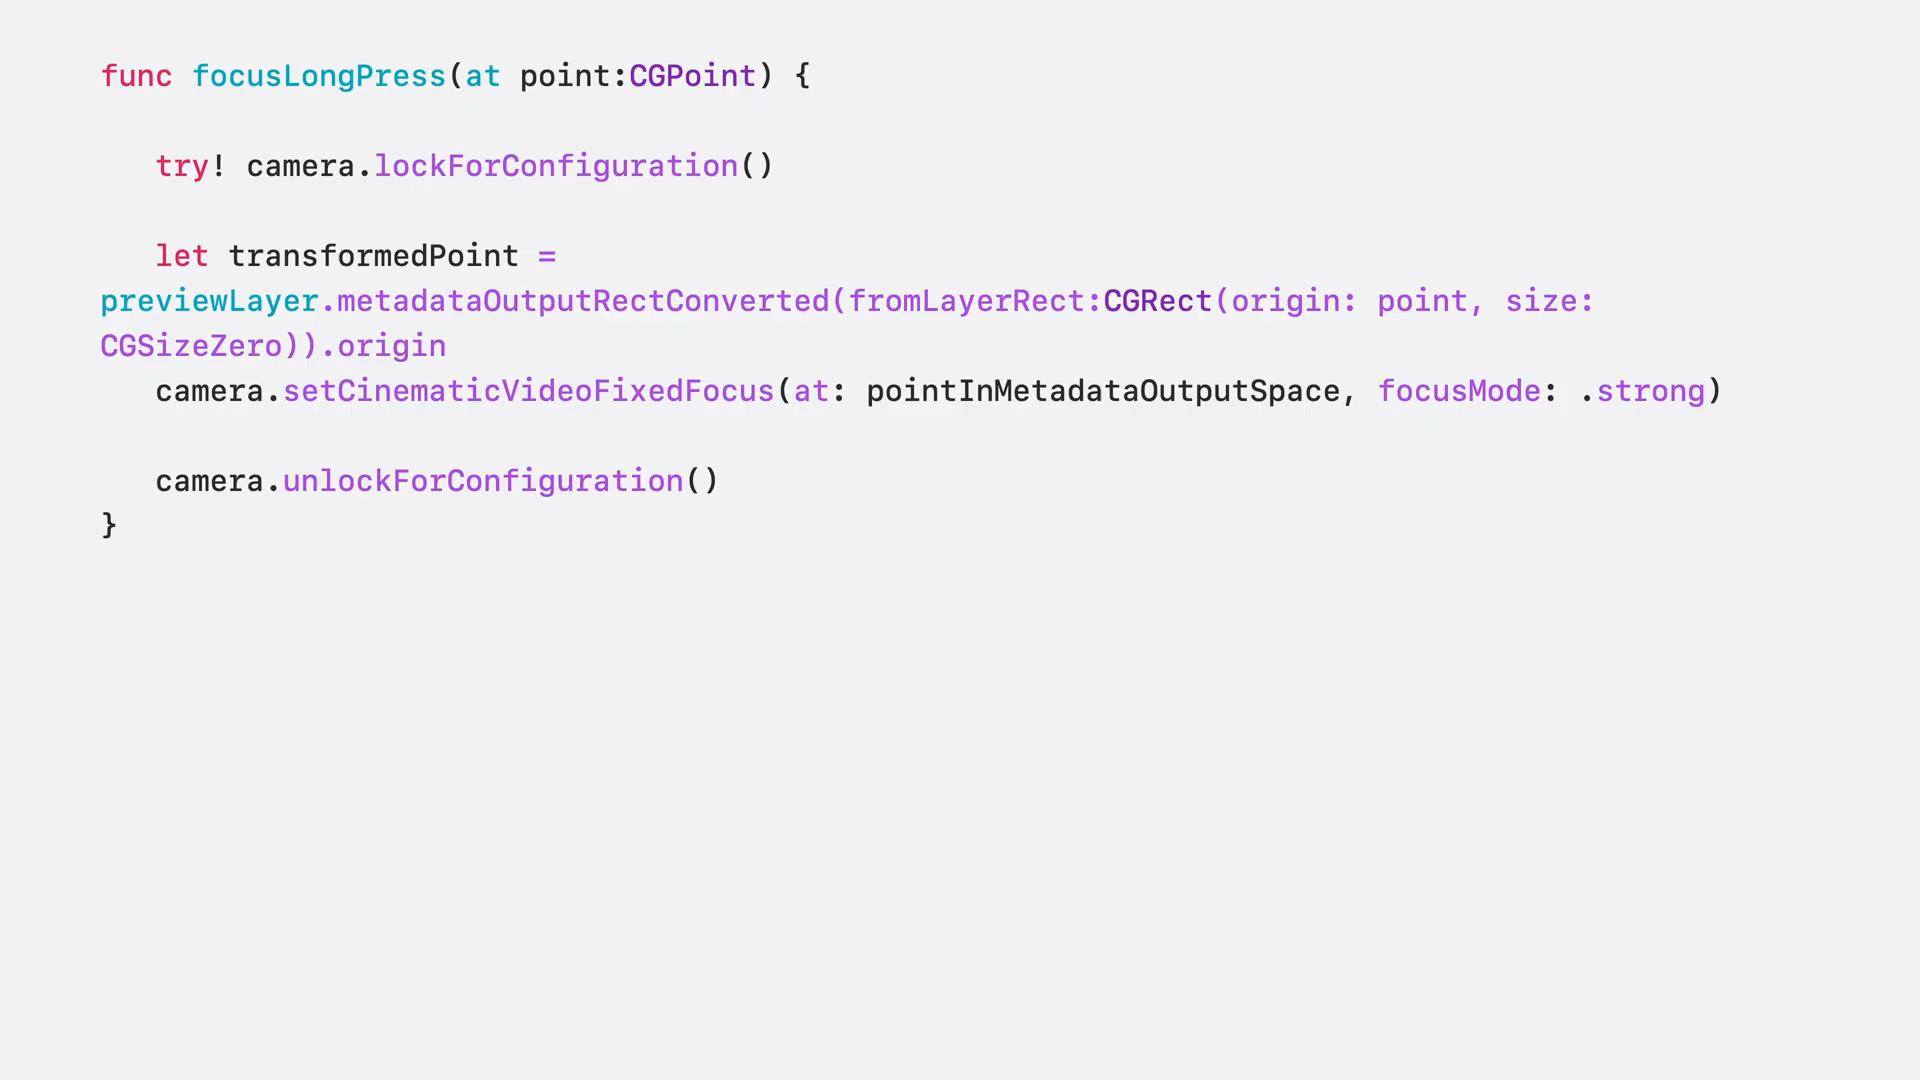 func focusLongPress(at point:CGPoint) {
try! camera.lockForConfiguration()
let transformedPoint =
previewLayer.metadataOutputRectConverted(fromLayerRect:CGRect(origin: point, size:
CGSizeZero)).origin
camera.setCinematicVideoFixedFocus(at: pointInMetadataOutputSpace, focusMode: .strong)
camera.unlockForConfiguration()
}